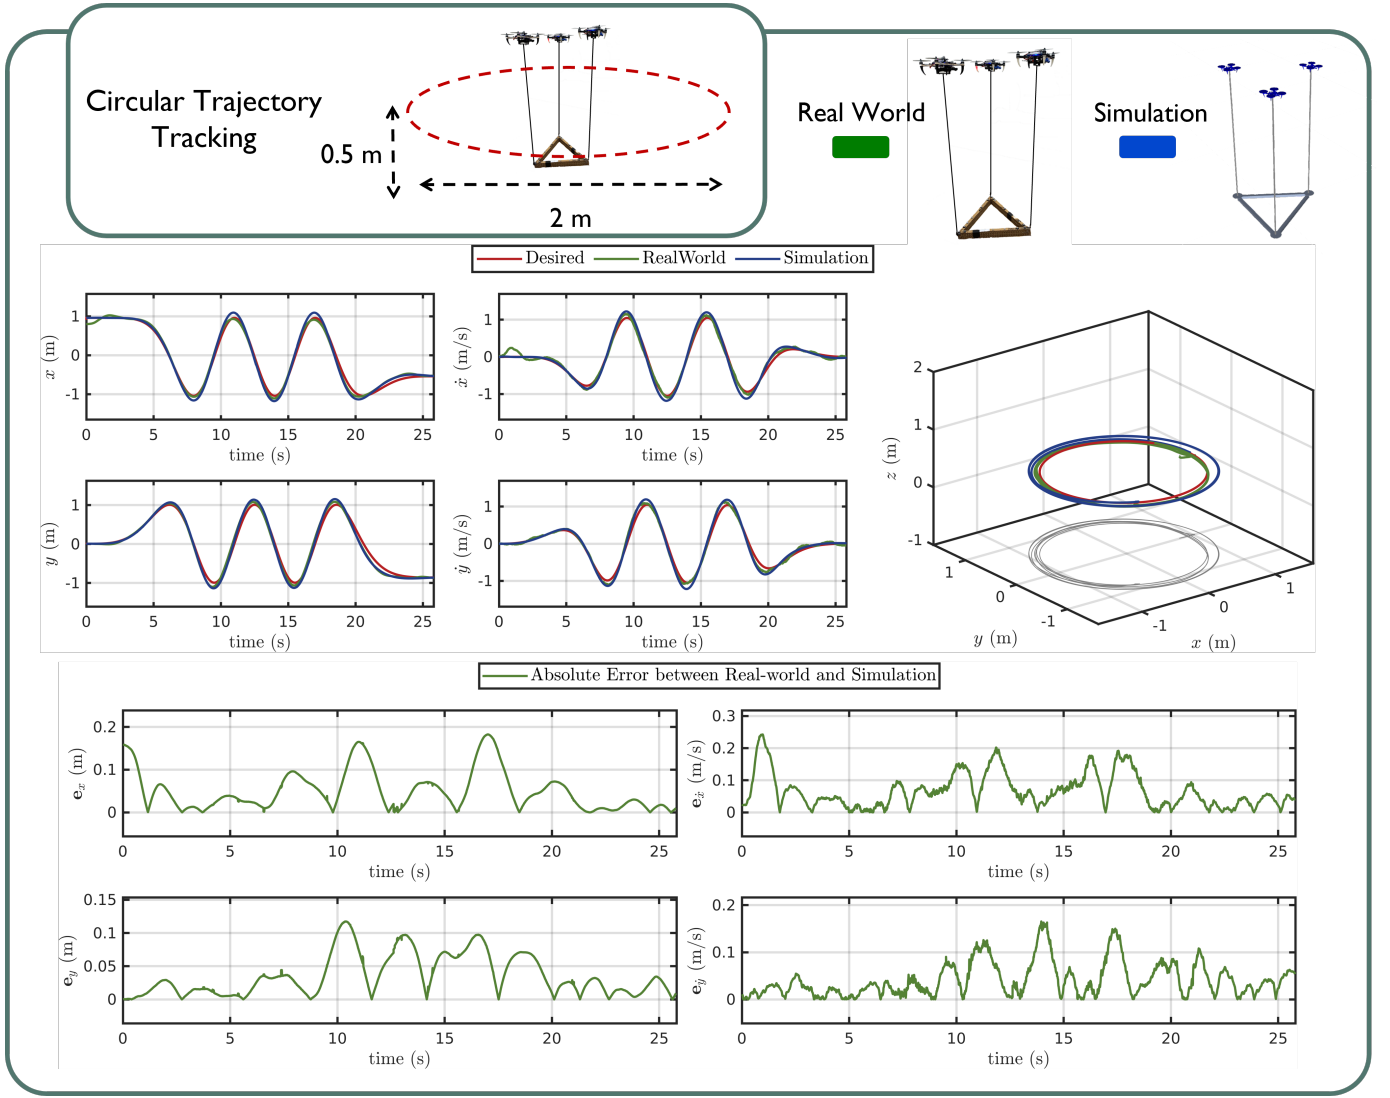 Circular Trajectory
Tracking
0.5 m
2 m
Real World
Simulation
Desired RealWorld Simulation
x (m)
1
0
-1
0 5 10 15 20 25
time (s)
ẋ (m/s)
1
0
-1
0 5 10 15 20 25
time (s)
y (m)
1
0
-1
0 5 10 15 20 25
time (s)
ẏ (m/s)
1
0
-1
0 5 10 15 20 25
time (s)
z (m)
2
1
0
-1
1
0
-1
y (m)
-1
0
1
x (m)
Absolute Error between Real-world and Simulation
e_x (m)
0.2
0.1
0
0 5 10 15 20 25
time (s)
e_ẋ (m/s)
0.3
0.2
0.1
0
0 5 10 15 20 25
time (s)
e_y (m)
0.15
0.1
0.05
0
0 5 10 15 20 25
time (s)
e_ẏ (m/s)
0.2
0.1
0
0 5 10 15 20 25
time (s)